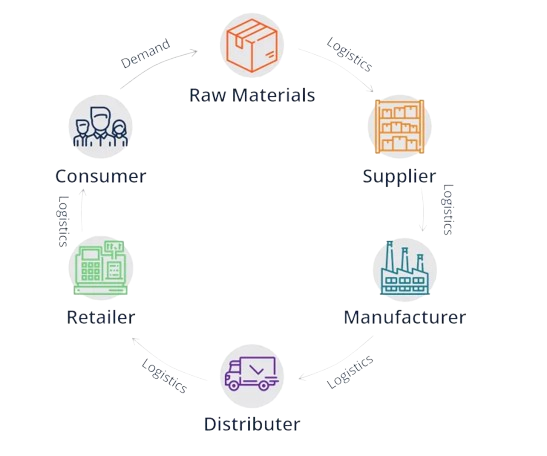 Demand
Raw Materials
Logistics
Supplier
Logistics
Manufacturer
Logistics
Distributer
Logistics
Retailer
Logistics
Consumer